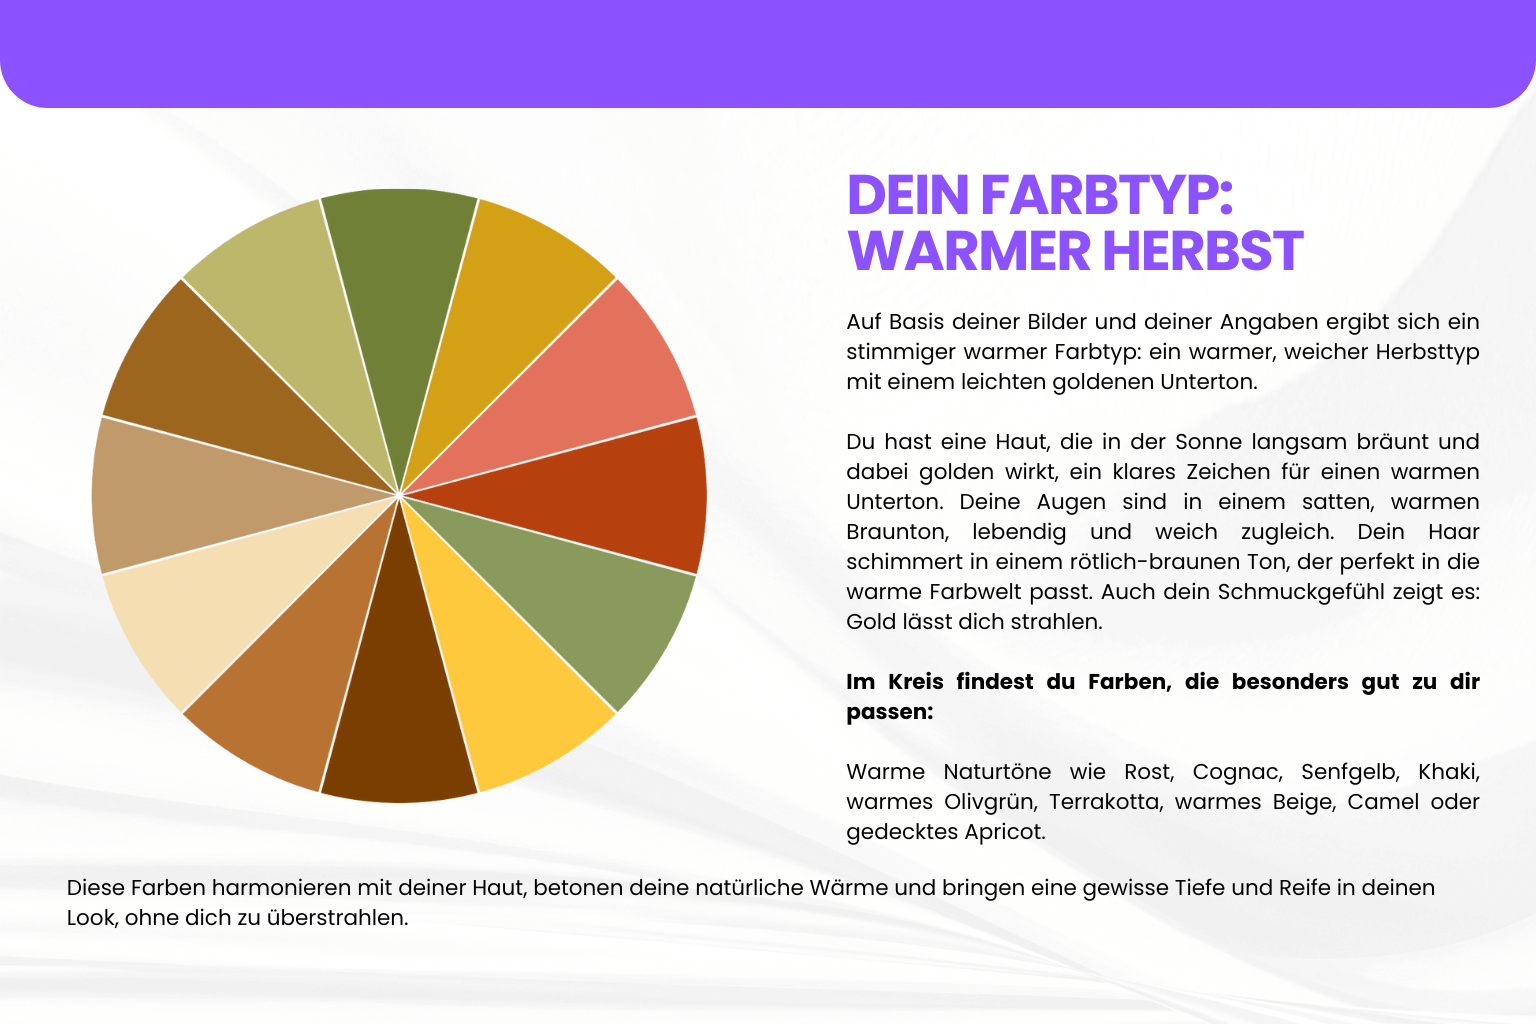 DEIN FARBTYP:
WARMER HERBST
Auf Basis deiner Bilder und deiner Angaben ergibt sich ein
stimmiger warmer Farbtyp: ein warmer, weicher Herbsttyp
mit einem leichten goldenen Unterton.
Du hast eine Haut, die in der Sonne langsam bräunt und
dabei golden wirkt, ein klares Zeichen für einen warmen
Unterton. Deine Augen sind in einem satten, warmen
Braunton, lebendig und weich zugleich. Dein Haar
schimmert in einem rötlich-braunen Ton, der perfekt in die
warme Farbwelt passt. Auch dein Schmuckgefühl zeigt es:
Gold lässt dich strahlen.
Im Kreis findest du Farben, die besonders gut zu dir
passen:
Warme Naturtöne wie Rost, Cognac, Senfgelb, Khaki,
warmes Olivgrün, Terrakotta, warmes Beige, Camel oder
gedecktes Apricot.
Diese Farben harmonieren mit deiner Haut, betonen deine natürliche Wärme und bringen eine gewisse Tiefe und Reife in deinen
Look, ohne dich zu überstrahlen.